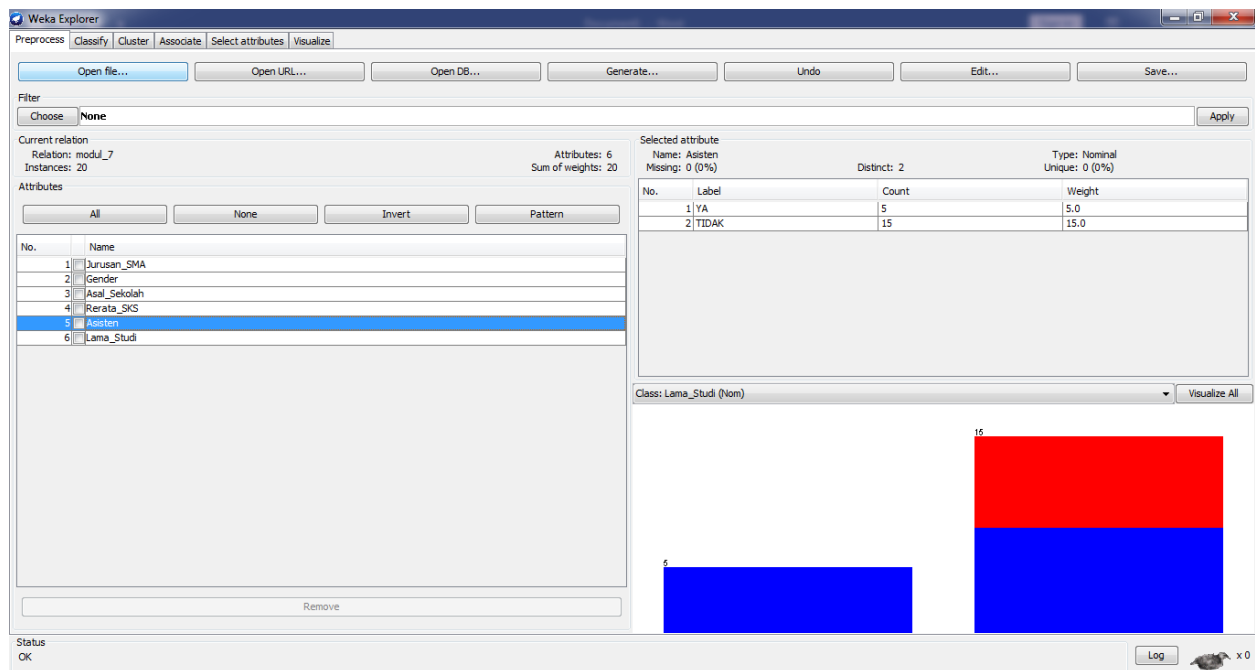 Weka Explorer
Preprocess Classify Cluster Associate Select attributes Visualize
Open file... Open URL... Open DB... Generate... Undo Edit... Save...
Filter
Choose None Apply
Current relation
Relation: modul_7 Attributes: 6
Instances: 20 Sum of weights: 20
Attributes
All None Invert Pattern
No. Name
1 Jurusan_SMA
2 Gender
3 Asal_Sekolah
4 Rerata_SKS
5 Asisten
6 Lama_Studi
Remove
Selected attribute
Name: Asisten Type: Nominal
Missing: 0 (0%) Distinct: 2 Unique: 0 (0%)
No. Label Count Weight
1 YA 5 5.0
2 TIDAK 15 15.0
Class: Lama_Studi (Nom) Visualize All
15
5
Status
OK Log x 0